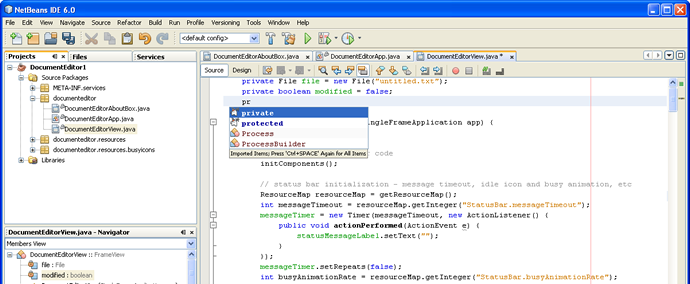 NetBeans IDE 6.0
File Edit View Navigate Source Refactor Build Run Profile Versioning Tools Window Help
<default config>
Projects Files Services
DocumentEditorAboutBox.java DocumentEditorApp.java DocumentEditorView.java *
Source Design
DocumentEditor1
Source Packages
META-INF.services
documenteditor
DocumentEditorAboutBox.java
DocumentEditorApp.java
DocumentEditorView.java
documenteditor.resources
documenteditor.resources.busyicons
Libraries
DocumentEditorView.java - Navigator
Members View
DocumentEditorView :: FrameView
file : File
modified : boolean
private File file = new File("untitled.txt");
private boolean modified = false;
pr
private
protected
Process
ProcessBuilder
Imported Items; Press "Ctrl+SPACE" Again for All Items
ingleFrameApplication app) {
code
initComponents();
// status bar initialization - message timeout, idle icon and busy animation, etc
ResourceMap resourceMap = getResourceMap();
int messageTimeout = resourceMap.getInteger("StatusBar.messageTimeout");
messageTimer = new Timer(messageTimeout, new ActionListener() {
public void actionPerformed(ActionEvent e) {
statusMessageLabel.setText("");
}
});
messageTimer.setRepeats(false);
int busyAnimationRate = resourceMap.getInteger("StatusBar.busyAnimationRate");